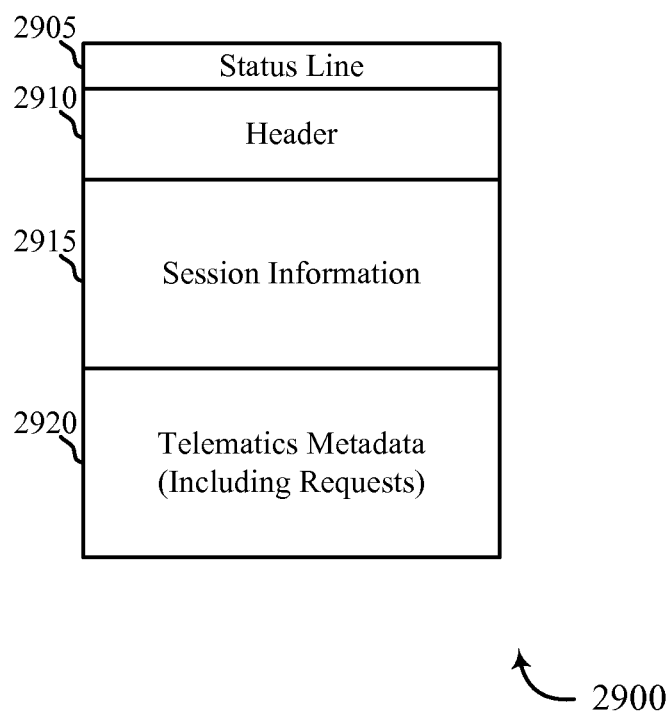 2905
Status Line
2910
Header
2915
Session Information
2920
Telematics Metadata
(Including Requests)
2900